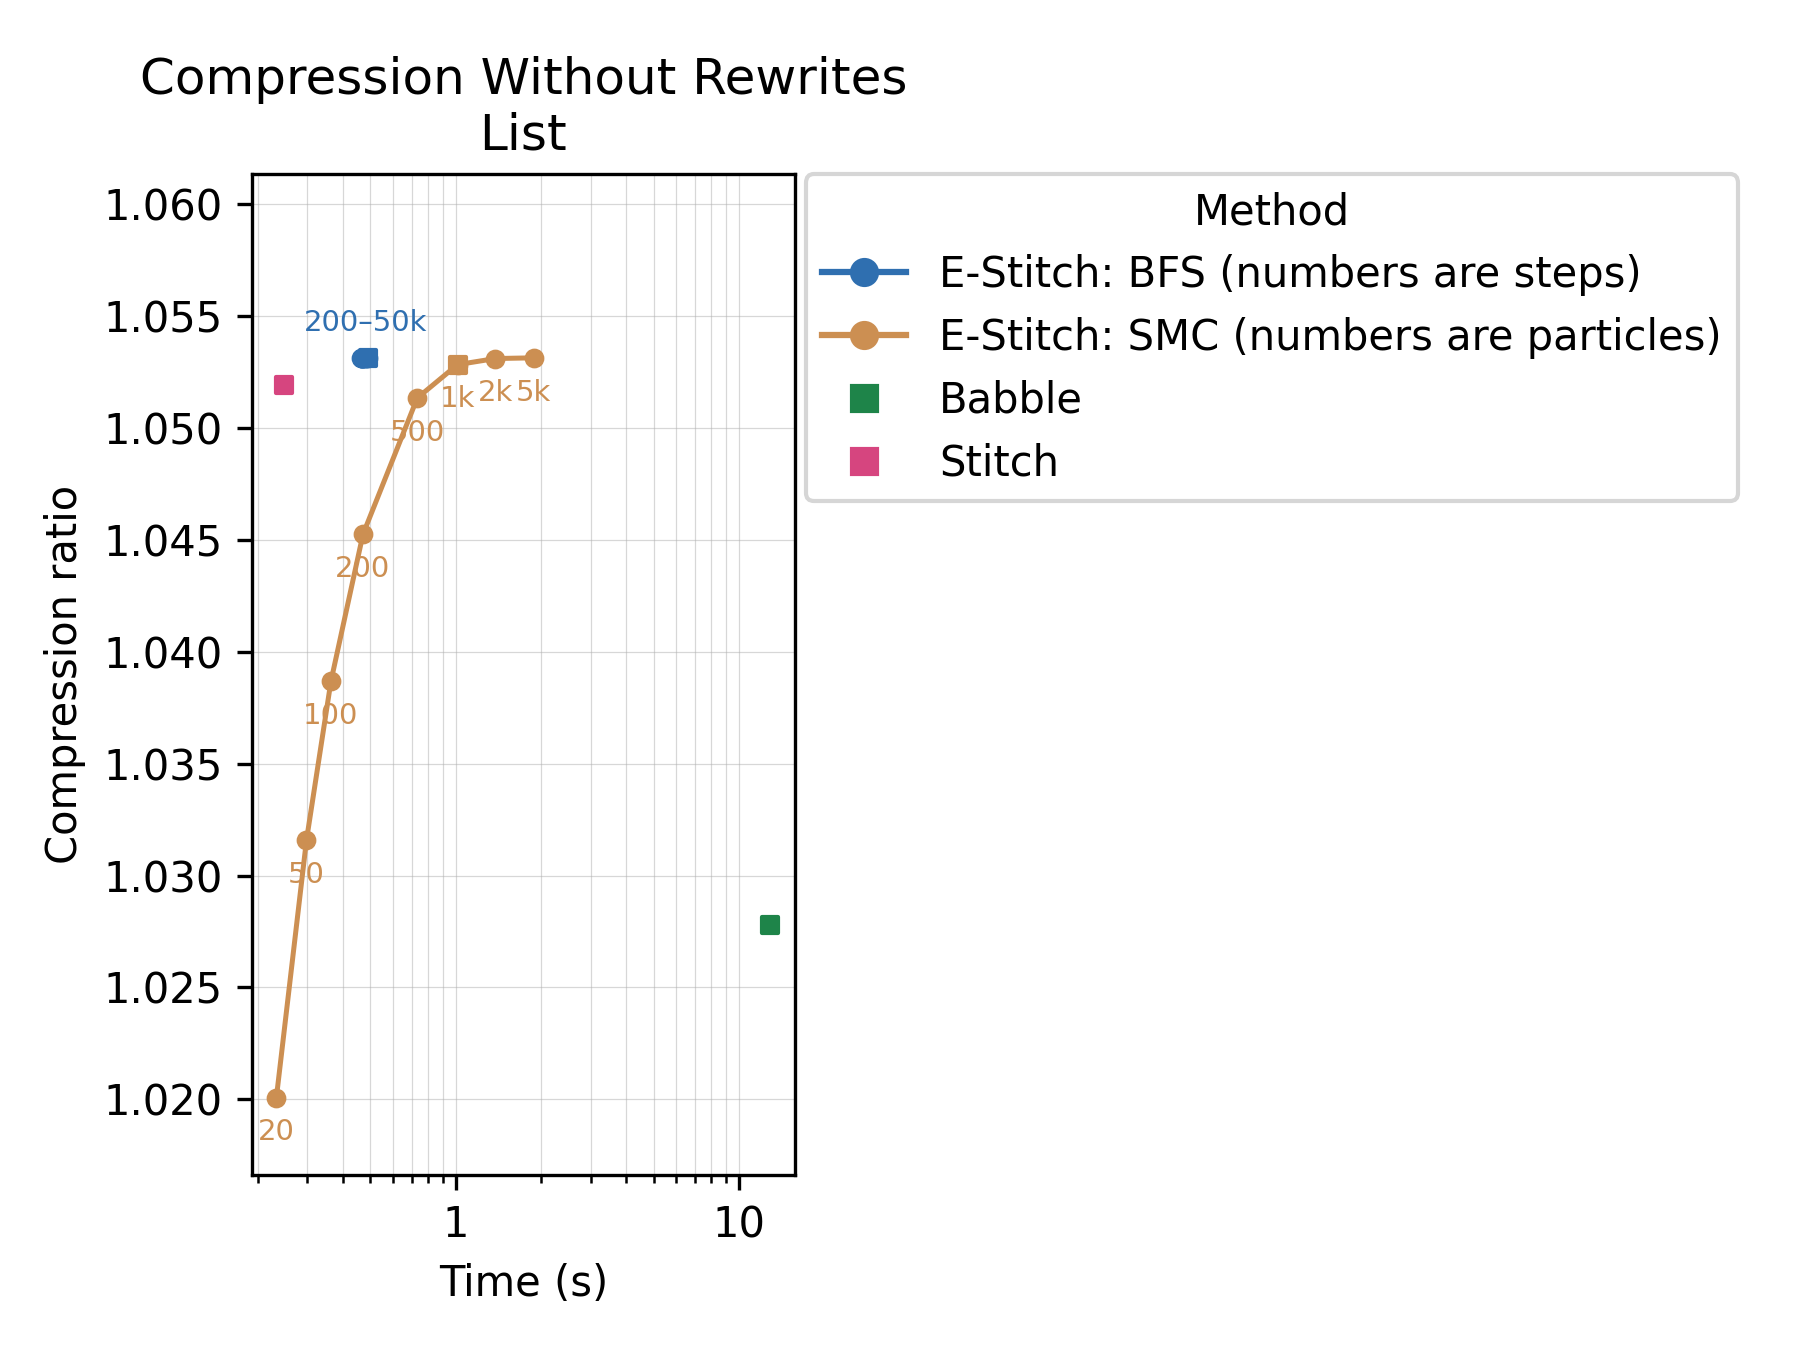 Compression Without Rewrites
List
1.060
1.055
1.050
1.045
1.040
1.035
1.030
1.025
1.020
Compression ratio
200–50k
1k
2k
5k
500
200
100
50
20
1
10
Time (s)
Method
E-Stitch: BFS (numbers are steps)
E-Stitch: SMC (numbers are particles)
Babble
Stitch